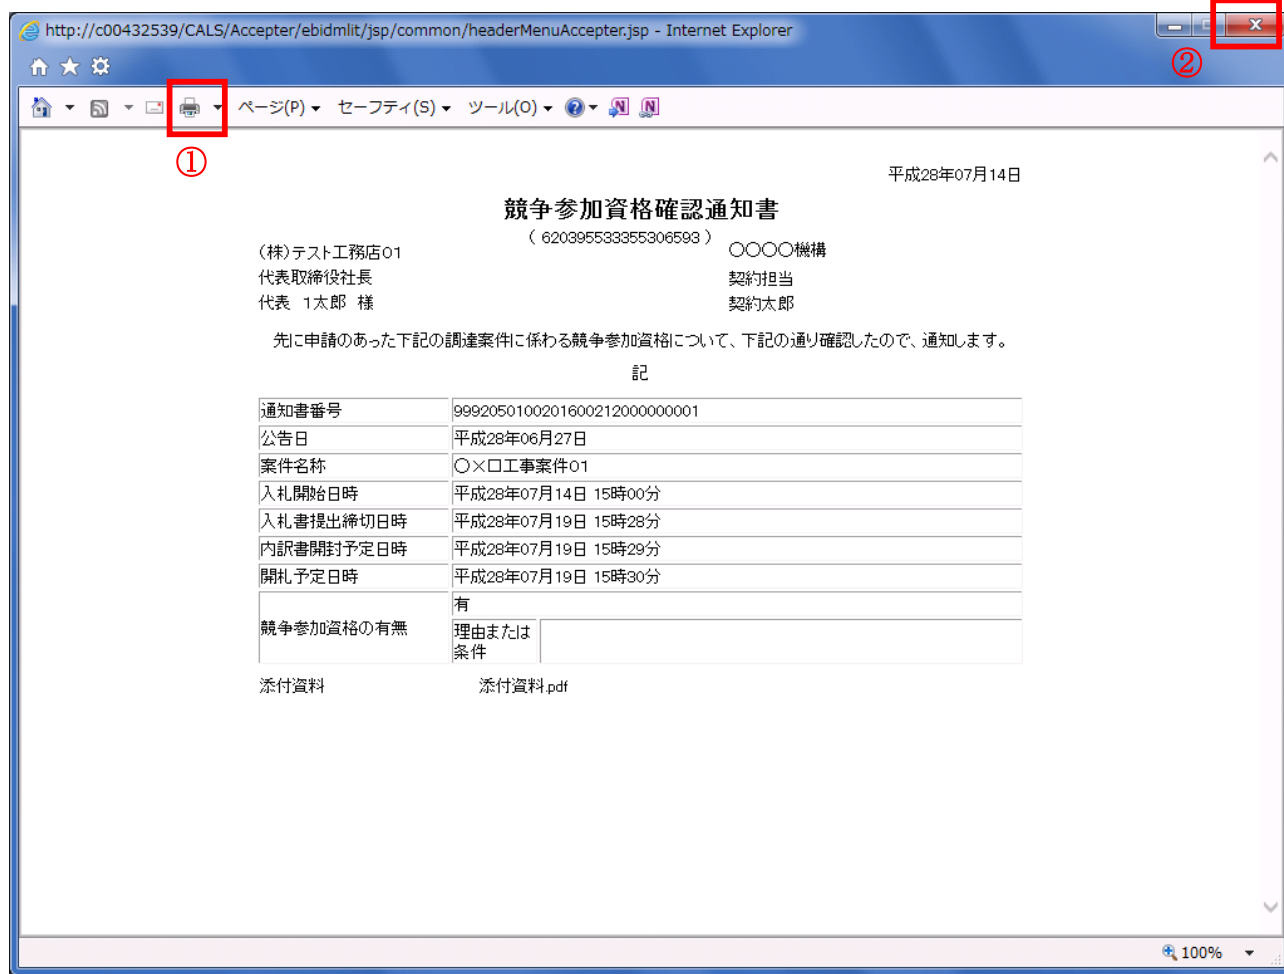 http://c00432539/CALS/Accepter/ebidmlit/jsp/common/headerMenuAccepter.jsp - Internet Explorer
②
ページ(P) セーフティ(S) ツール(O)
①
平成28年07月14日
競争参加資格確認通知書
( 620395533355306593 )
(株)テスト工務店01
〇〇〇〇機構
代表取締役社長
契約担当
代表 1太郎 様
契約太郎
先に申請のあった下記の調達案件に係わる競争参加資格について、下記の通り確認したので、通知します。
記
通知書番号 9992050100201600212000000001
公告日 平成28年06月27日
案件名称 〇×口工事案件01
入札開始日時 平成28年07月14日 15時00分
入札書提出締切日時 平成28年07月19日 15時28分
内訳書開封予定日時 平成28年07月19日 15時29分
開札予定日時 平成28年07月19日 15時30分
競争参加資格の有無 有
理由または
条件
添付資料 添付資料.pdf
100%